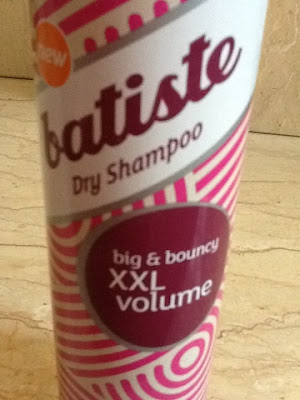 new
batiste
Dry Shampoo
big & bouncy
XXL
volume